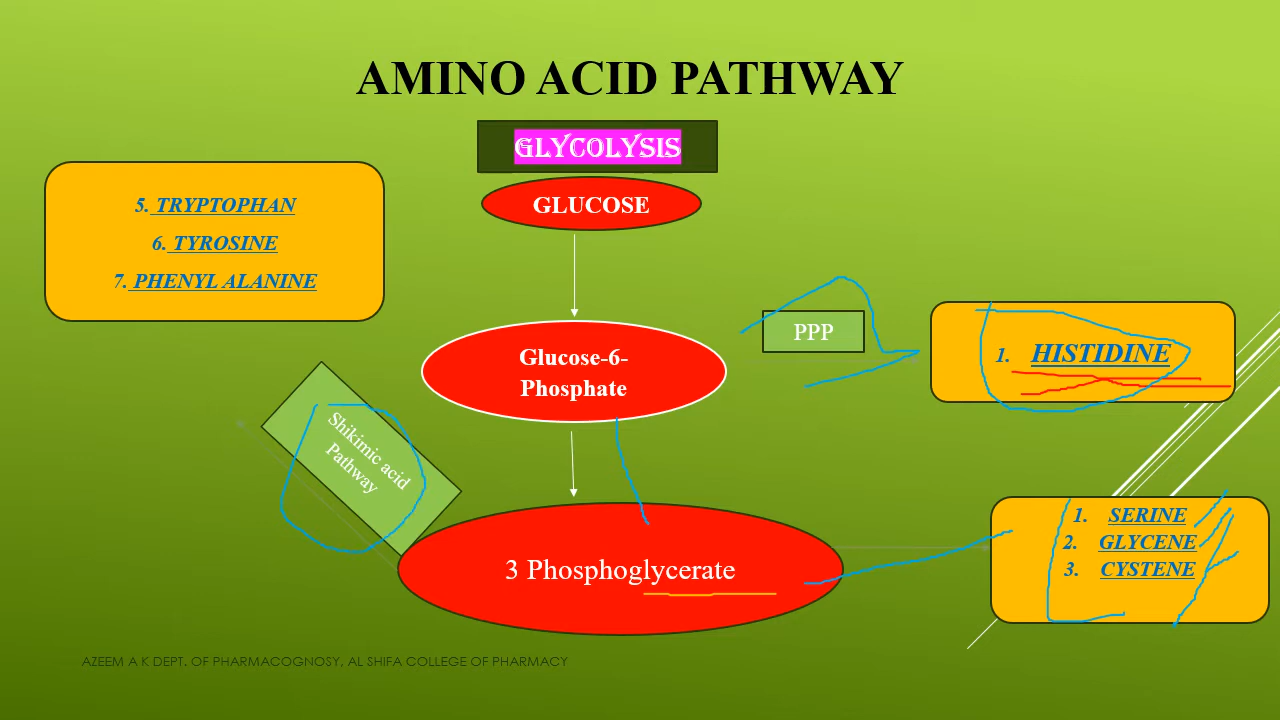 AMINO ACID PATHWAY
GLYCOLYSIS
GLUCOSE
5. TRYPTOPHAN
6. TYROSINE
7. PHENYL ALANINE
Glucose-6-
Phosphate
PPP
1. HISTIDINE
Shikimic acid
Pathway
3 Phosphoglycerate
1. SERINE
2. GLYCENE
3. CYSTENE
AZEEM A K DEPT. OF PHARMACOGNOSY, AL SHIFA COLLEGE OF PHARMACY